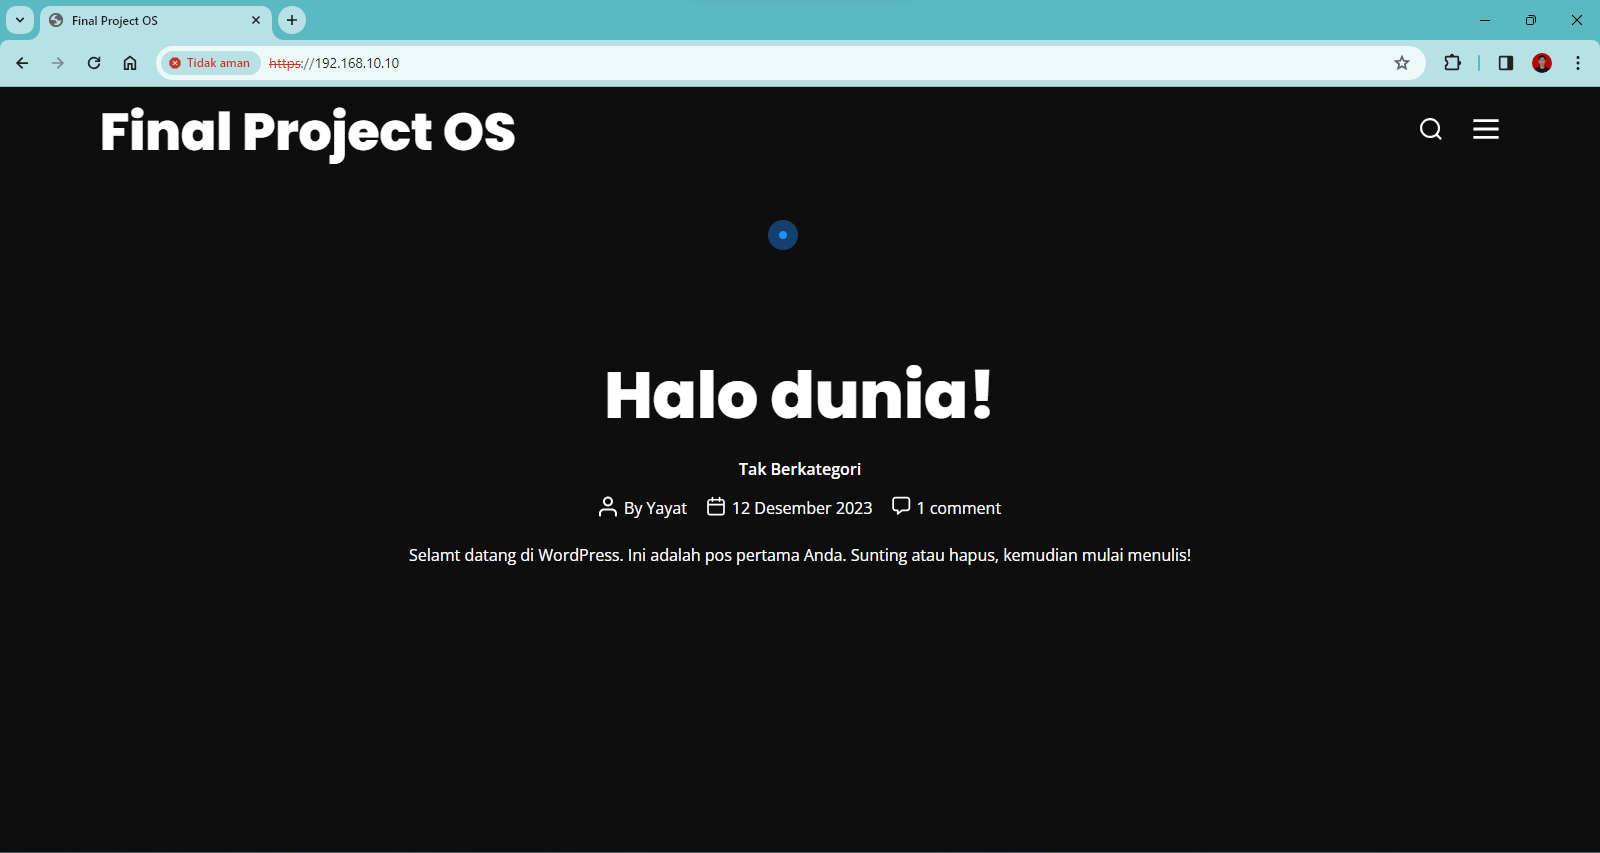 Final Project OS
Tidak aman
https://192.168.10.10
Final Project OS
Halo dunia!
Tak Berkategori
By Yayat 12 Desember 2023 1 comment
Selamt datang di WordPress. Ini adalah pos pertama Anda. Sunting atau hapus, kemudian mulai menulis!